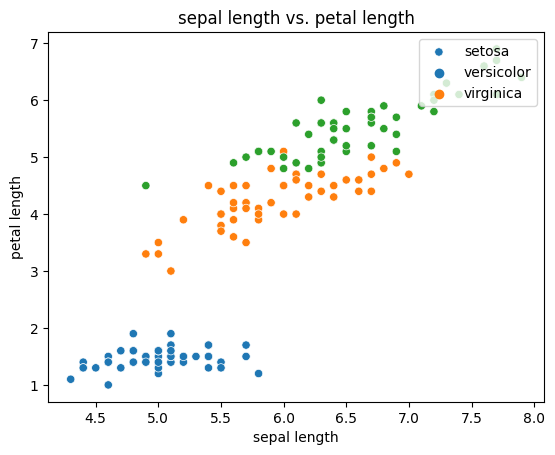 sepal length vs. petal length
setosa
versicolor
virginica
7
6
5
4
3
2
1
petal length
4.5 5.0 5.5 6.0 6.5 7.0 7.5 8.0
sepal length